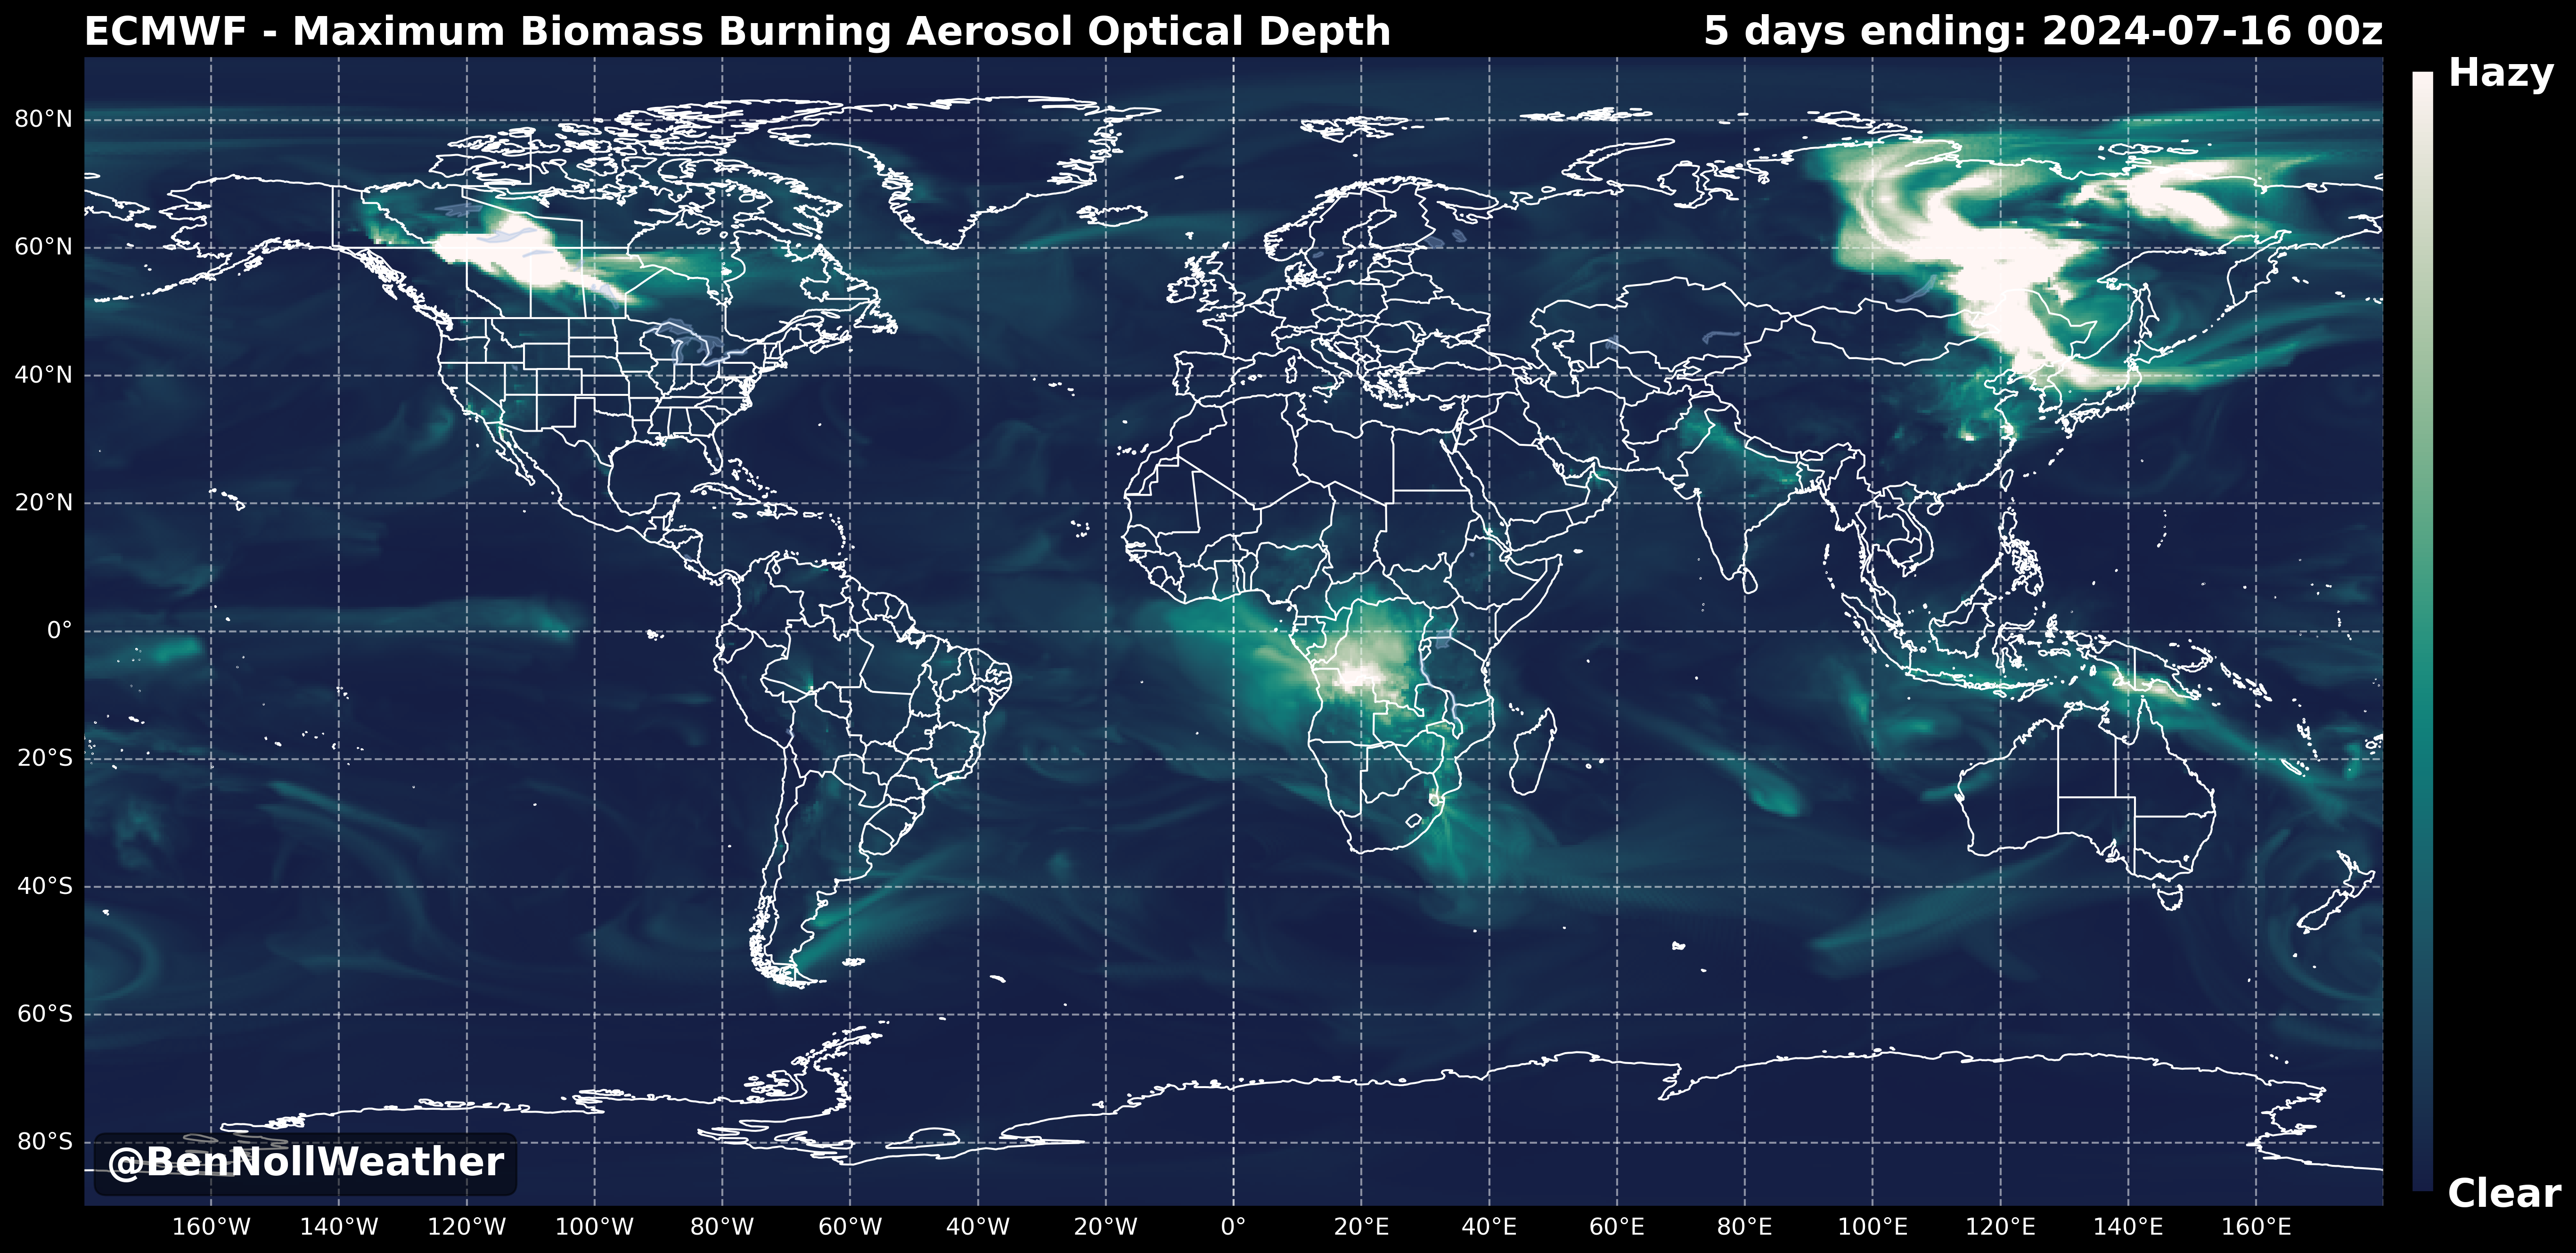 ECMWF - Maximum Biomass Burning Aerosol Optical Depth
5 days ending: 2024-07-16 00z
Hazy
80°N
60°N
40°N
20°N
0°
20°S
40°S
60°S
80°S
@BenNollWeather
Clear
160°W 140°W 120°W 100°W 80°W 60°W 40°W 20°W 0° 20°E 40°E 60°E 80°E 100°E 120°E 140°E 160°E